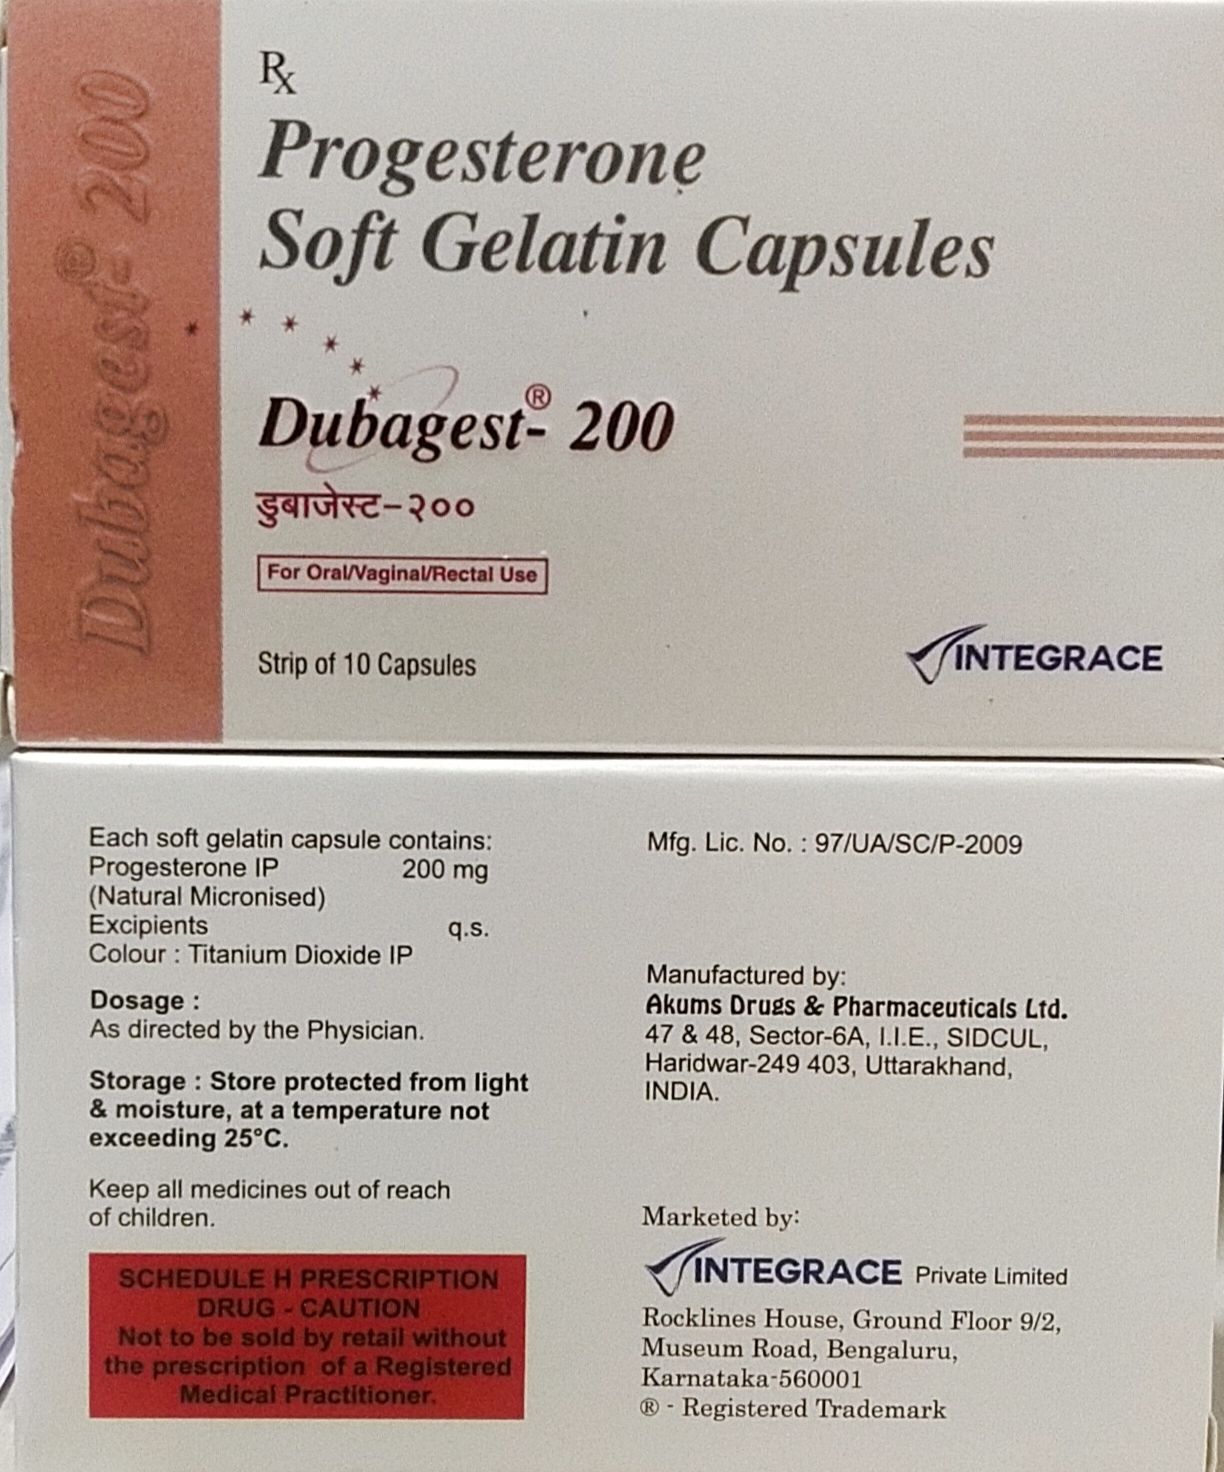 Dubagest®- 200
Rx
Progesterone
Soft Gelatin Capsules
Dubagest-® 200
डुबाजेस्ट-२००
For Oral/Vaginal/Rectal Use
Strip of 10 Capsules
INTEGRACE
Each soft gelatin capsule contains:
Progesterone IP 200 mg
(Natural Micronised)
Excipients q.s.
Colour : Titanium Dioxide IP
Dosage :
As directed by the Physician.
Storage : Store protected from light
& moisture, at a temperature not
exceeding 25°C.
Keep all medicines out of reach
of children.
SCHEDULE H PRESCRIPTION
DRUG - CAUTION
Not to be sold by retail without
the prescription of a Registered
Medical Practitioner.
Mfg. Lic. No. : 97/UA/SC/P-2009
Manufactured by:
Akums Drugs & Pharmaceuticals Ltd.
47 & 48, Sector-6A, I.I.E., SIDCUL,
Haridwar-249 403, Uttarakhand,
INDIA.
Marketed by:
INTEGRACE Private Limited
Rocklines House, Ground Floor 9/2,
Museum Road, Bengaluru,
Karnataka-560001
® - Registered Trademark